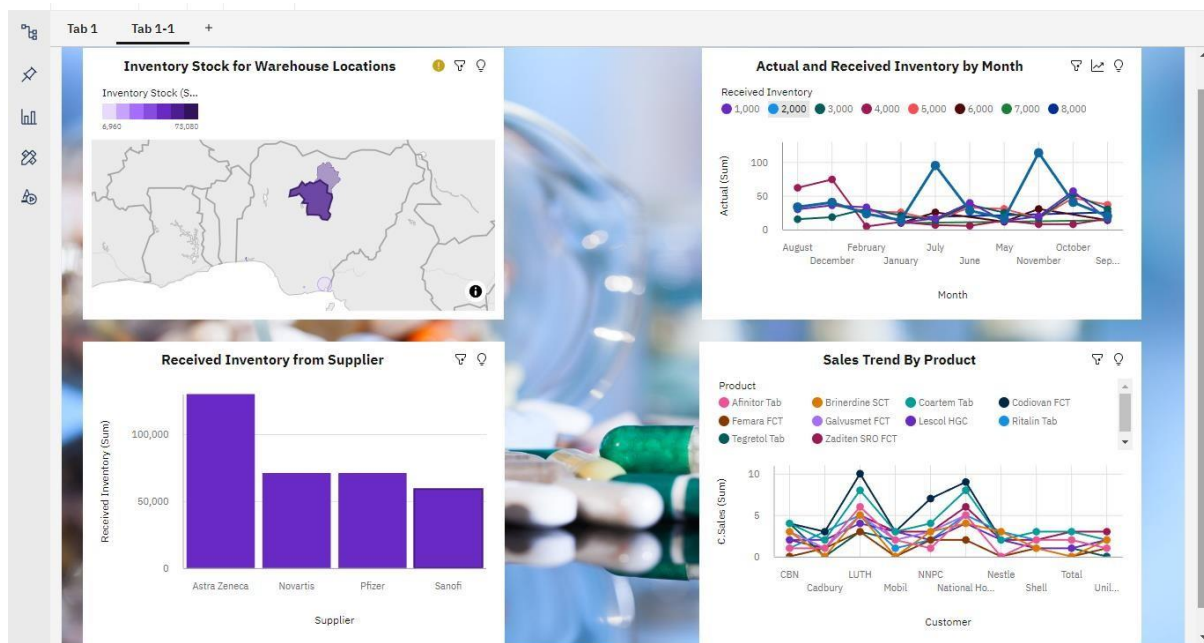 Tab 1 Tab 1-1 +
Inventory Stock for Warehouse Locations
Inventory Stock (S...
6,960 73,080
Actual and Received Inventory by Month
Received Inventory
1,000 2,000 3,000 4,000 5,000 6,000 7,000 8,000
Actual (Sum)
100
50
0
August February July May October
December January June November Sep...
Month
Received Inventory from Supplier
Received Inventory (Sum)
100,000
50,000
0
Astra Zeneca Novartis Pfizer Sanofi
Supplier
Sales Trend By Product
Product
Afinitor Tab Brinerdine SCT Coartem Tab Codiovan FCT
Femara FCT Galvusmet FCT Lescol HGC Ritalin Tab
Tegretol Tab Zaditen SRO FCT
C.Sales (Sum)
10
5
0
CBN LUTH NNPC Nestle Total
Cadbury Mobil National Ho... Shell Unil...
Customer